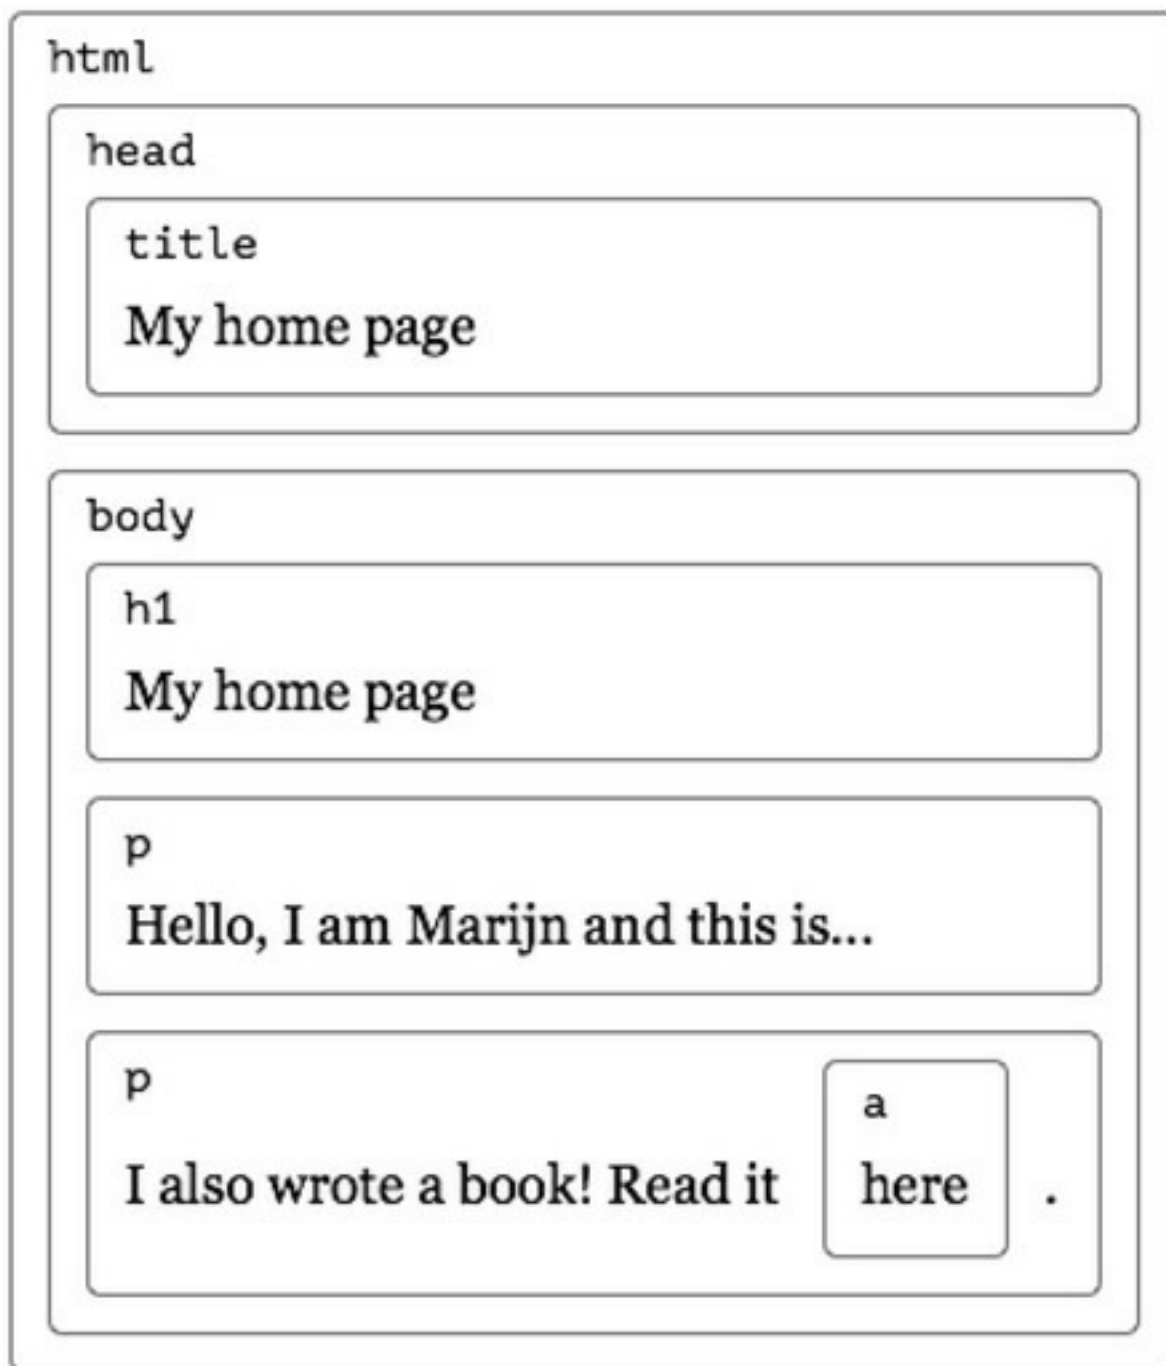 html
head
title
My home page
body
h1
My home page
p
Hello, I am Marijn and this is...
p
a
I also wrote a book! Read it here .